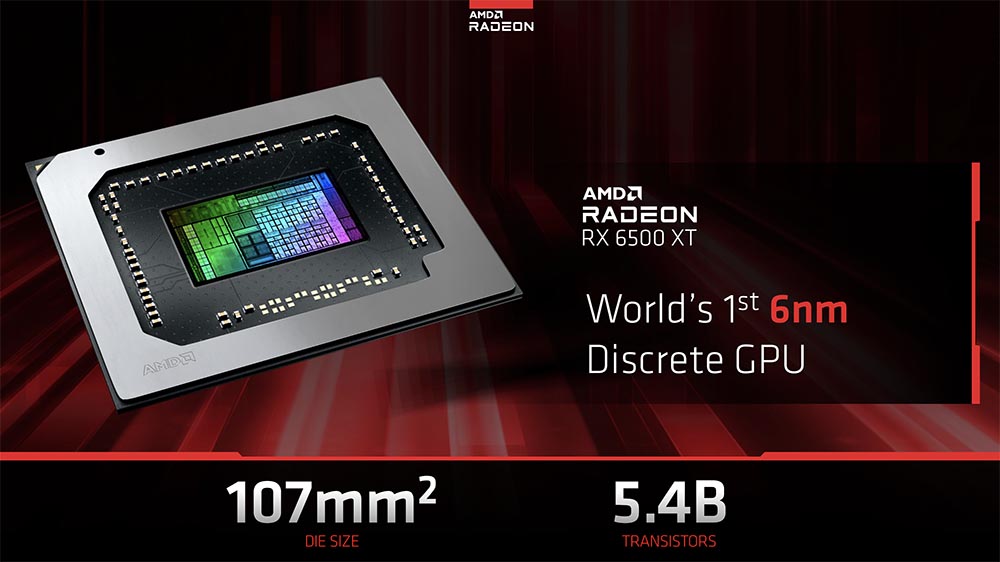 AMD
RADEON
AMD
RADEON
RX 6500 XT
World's 1st 6nm
Discrete GPU
AMD
107mm²
DIE SIZE
5.4B
TRANSISTORS